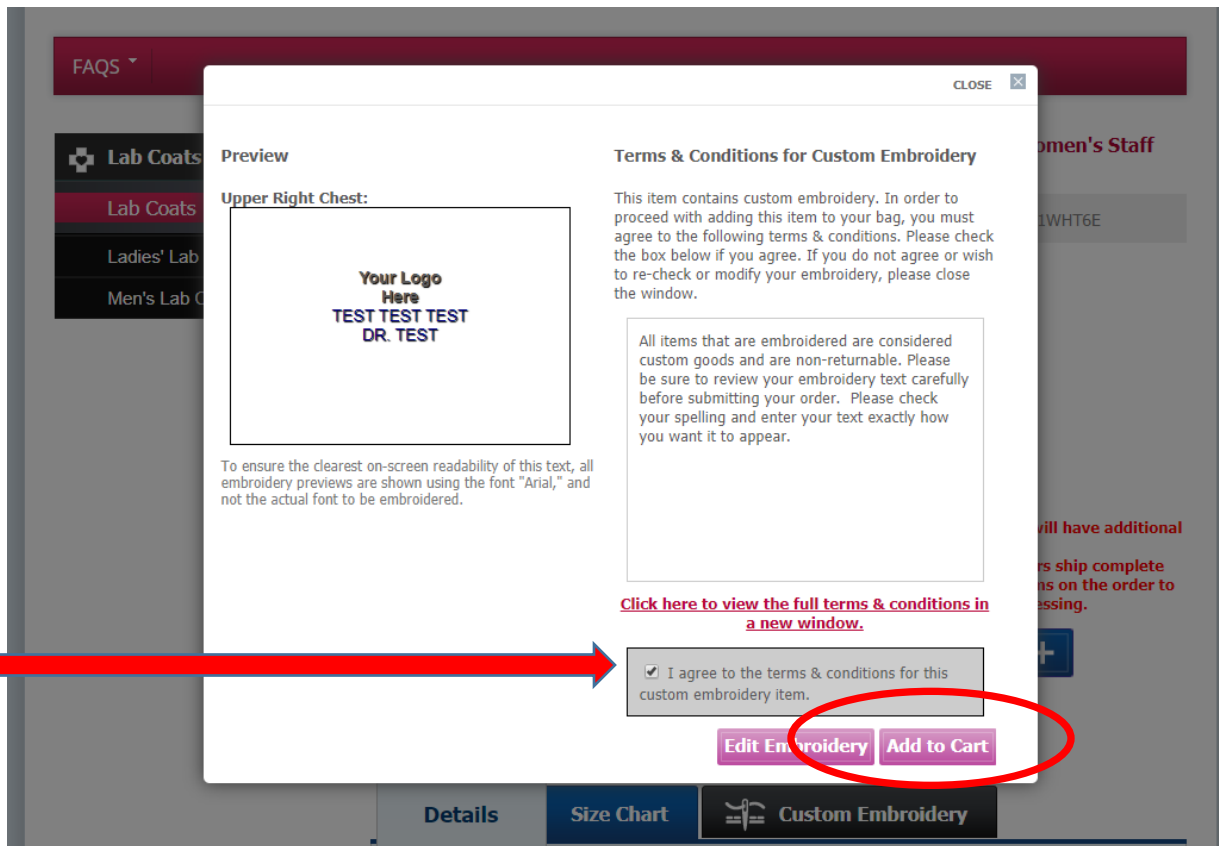 FAQS
CLOSE
Lab Coats
Lab Coats
Ladies' Lab
Men's Lab
Preview
Upper Right Chest:
Your Logo
Here
TEST TEST TEST
DR. TEST
To ensure the clearest on-screen readability of this text, all
embroidery previews are shown using the font "Arial," and
not the actual font to be embroidered.
Terms & Conditions for Custom Embroidery
This item contains custom embroidery. In order to
proceed with adding this item to your bag, you must
agree to the following terms & conditions. Please check
the box below if you agree. If you do not agree or wish
to re-check or modify your embroidery, please close
the window.
All items that are embroidered are considered
custom goods and are non-returnable. Please
be sure to review your embroidery text carefully
before submitting your order. Please check
your spelling and enter your text exactly how
you want it to appear.
Click here to view the full terms & conditions in
a new window.
I agree to the terms & conditions for this
custom embroidery item.
Edit Embroidery Add to Cart
omen's Staff
1WHT6E
will have additional
rs ship complete
ms on the order to
essing.
Details Size Chart Custom Embroidery